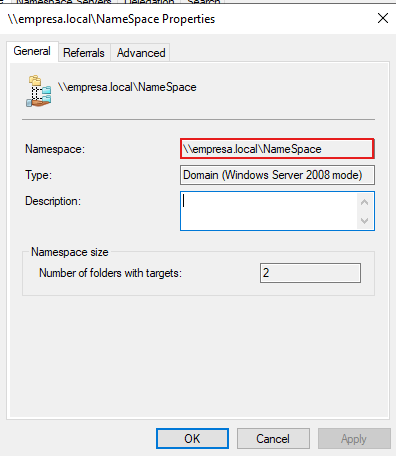 Namespace Servers Delegation Search
\\empresa.local\NameSpace Properties
General Referrals Advanced
\\empresa.local\NameSpace
Namespace: \\empresa.local\NameSpace
Type: Domain (Windows Server 2008 mode)
Description:
Namespace size
Number of folders with targets: 2
OK Cancel Apply